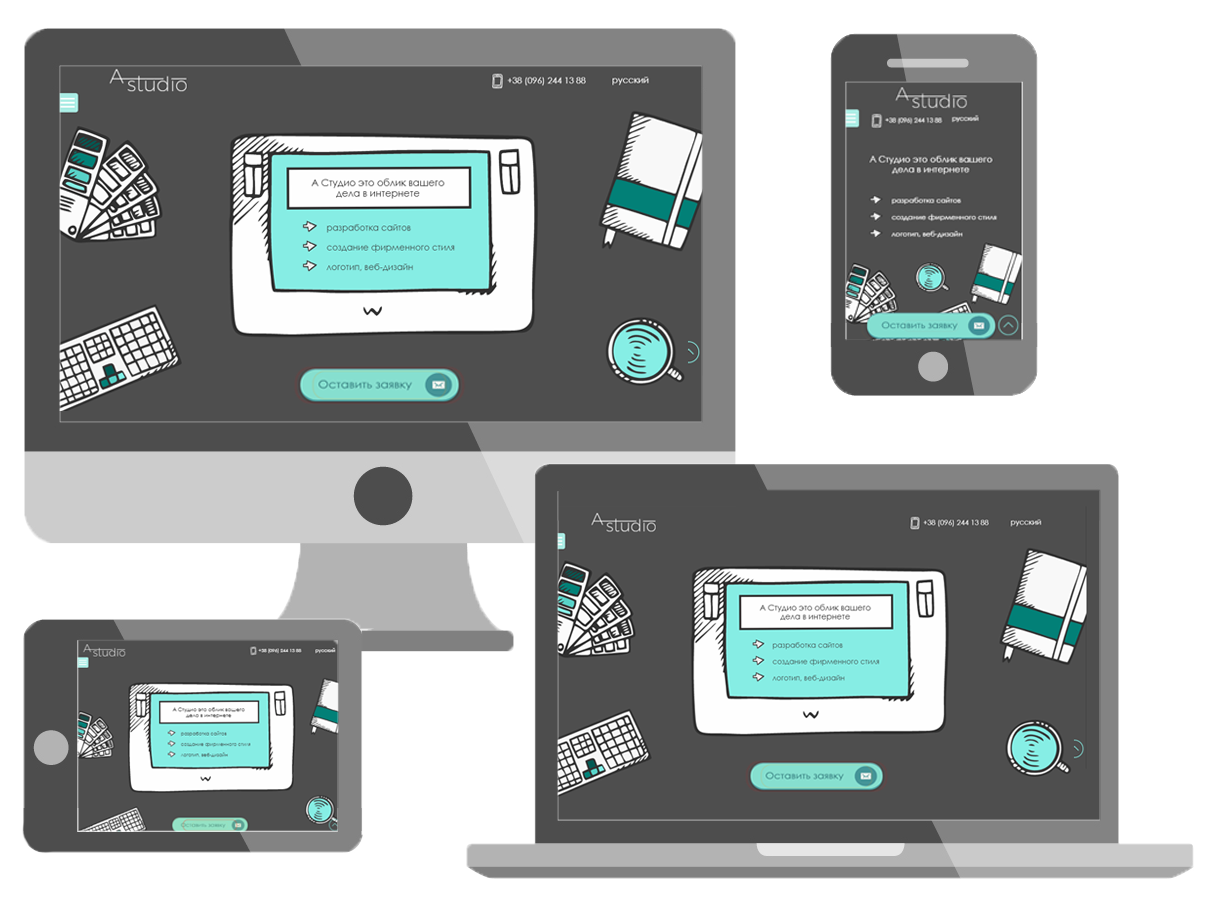 A studio
+38 (096) 244 13 88 русский
А Студио это облик вашего
дела в интернете
разработка сайтов
создание фирменного стиля
логотип, веб-дизайн
Оставить заявку
A studio
+38 (096) 244 13 88 русский
А Студио это облик вашего
дела в интернете
разработка сайтов
создание фирменного стиля
логотип, веб-дизайн
Оставить заявку
A studio
+38 (096) 244 13 88 русский
А Студио это облик вашего
дела в интернете
разработка сайтов
создание фирменного стиля
логотип, веб-дизайн
Оставить заявку
A studio
+38 (096) 244 13 88 русский
А Студио это облик вашего
дела в интернете
разработка сайтов
создание фирменного стиля
логотип, веб-дизайн
Оставить заявку